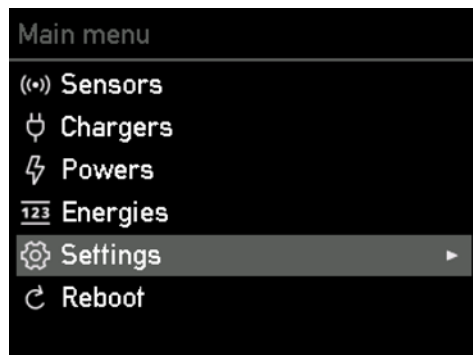 Main menu
Sensors
Chargers
Powers
123 Energies
Settings
Reboot